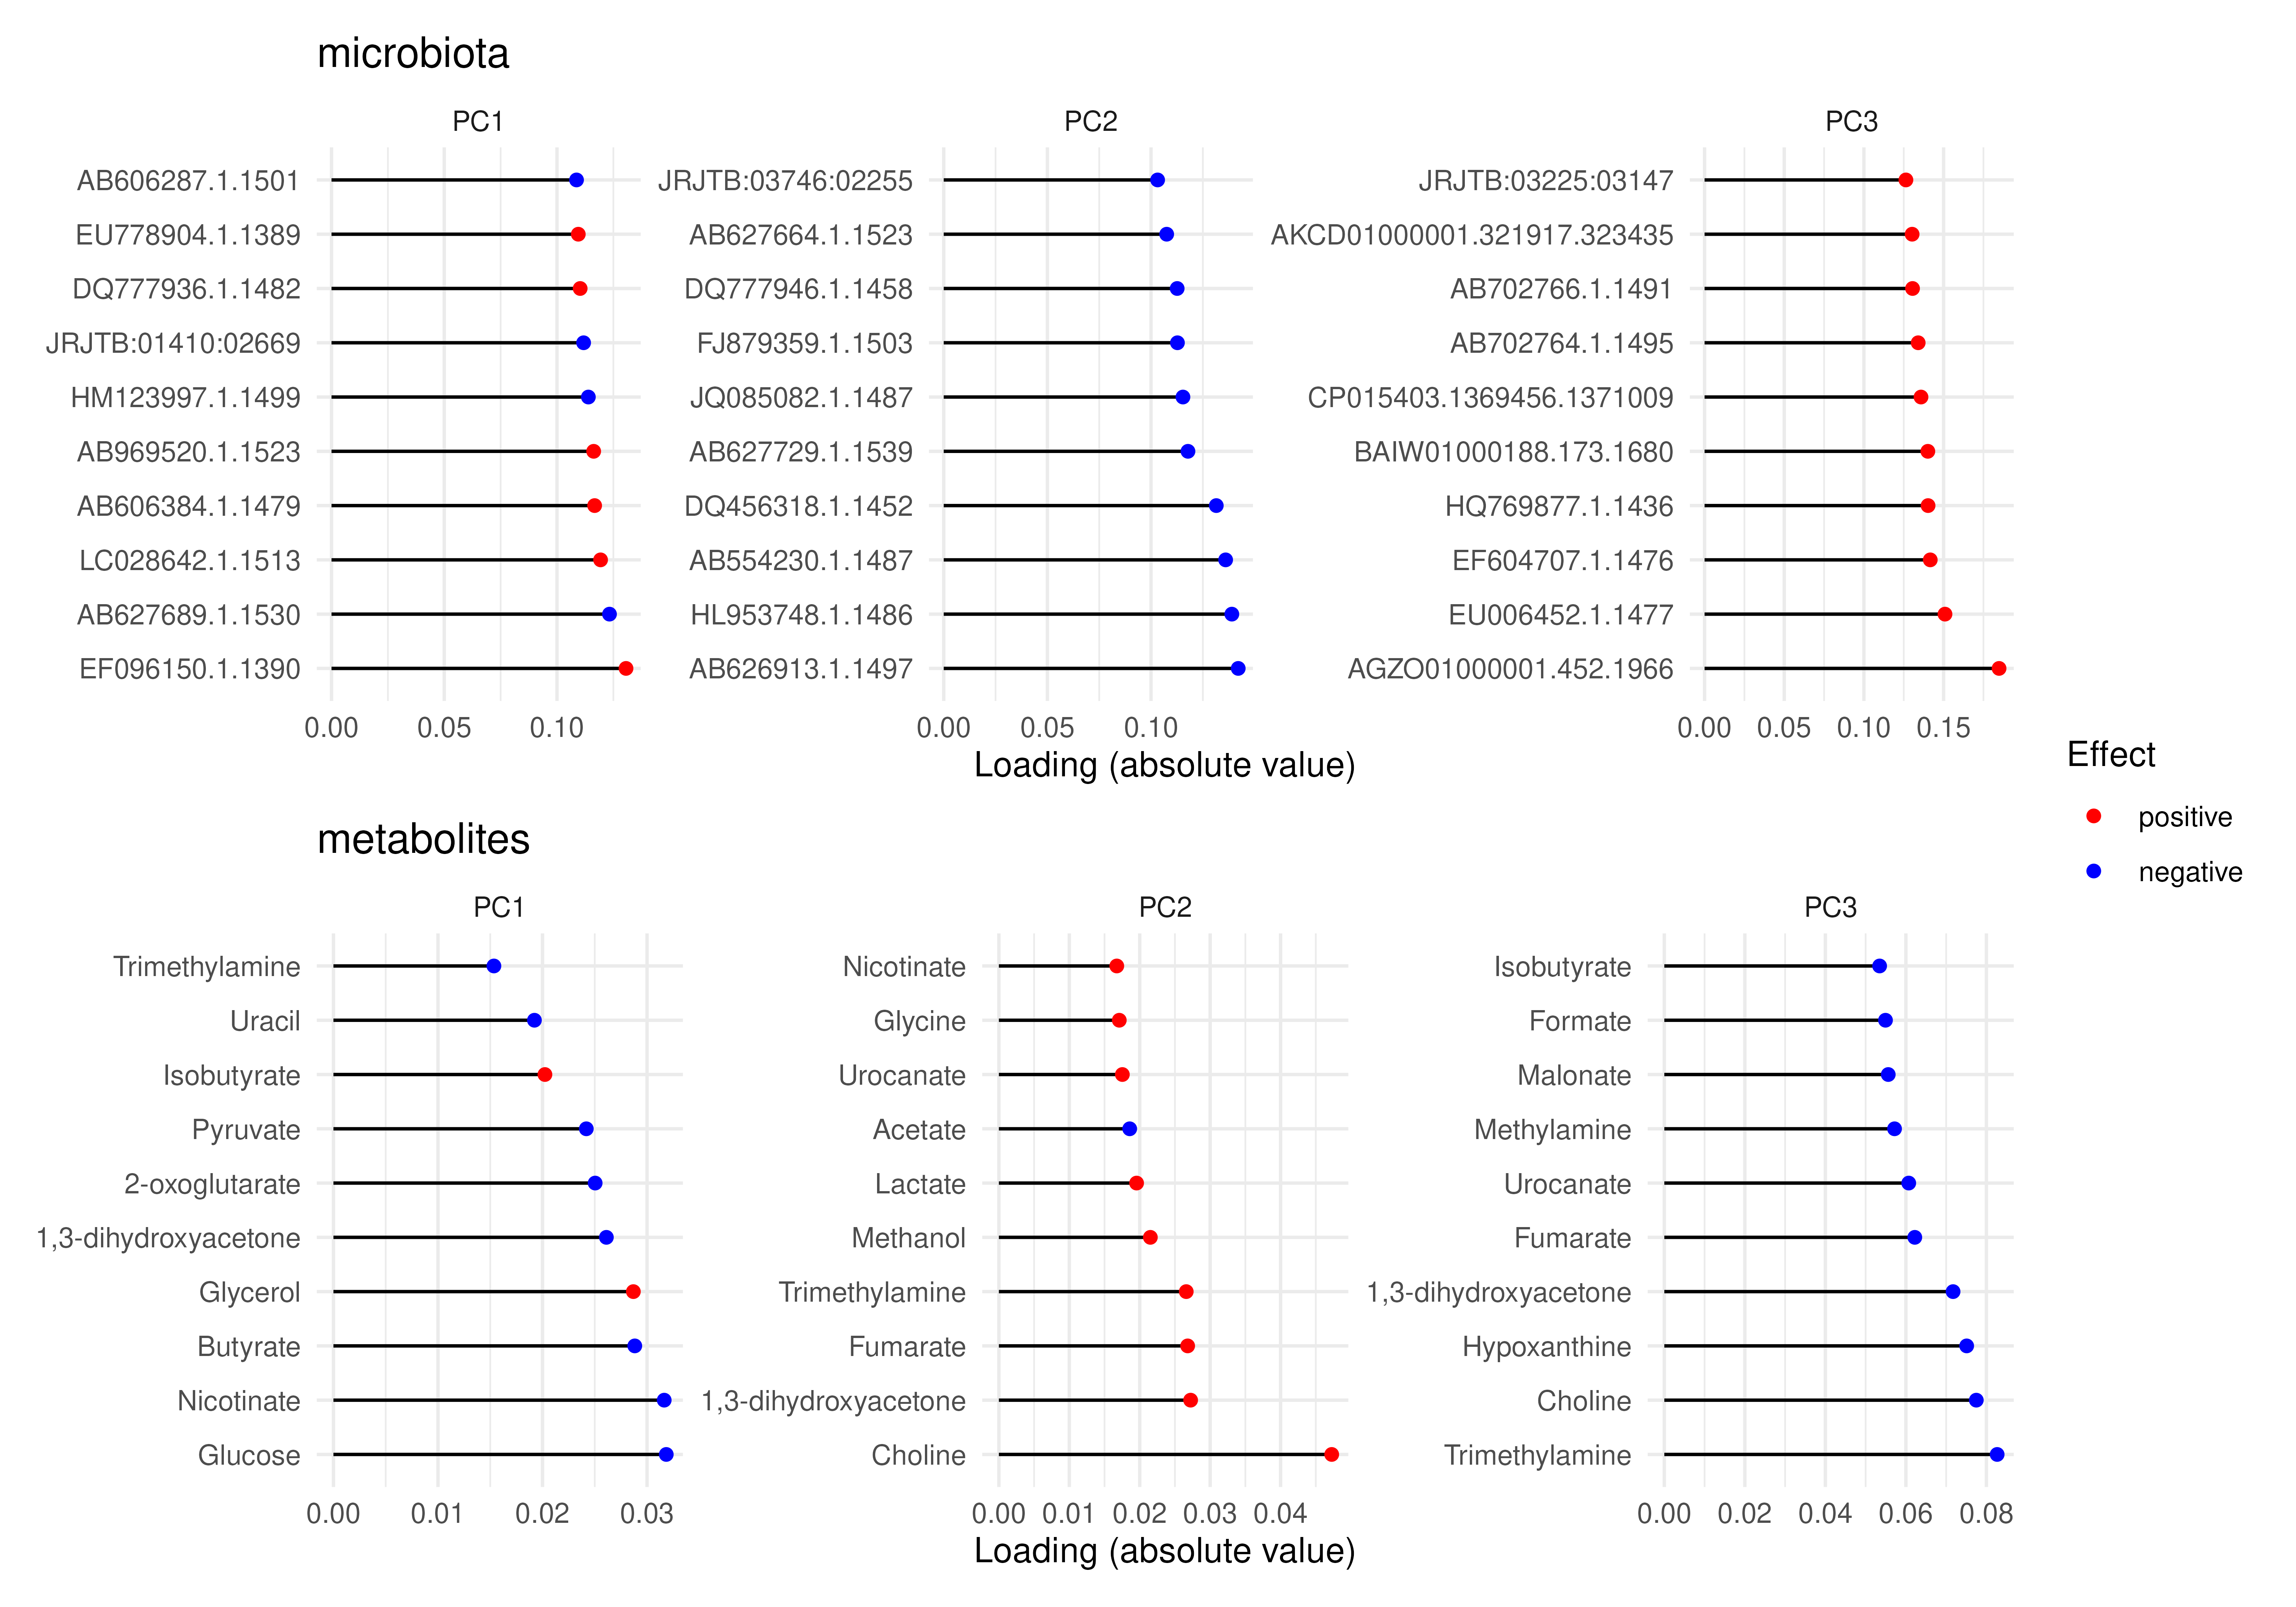 microbiota
PC1 PC2 PC3
AB606287.1.1501 JRJTB:03746:02255 JRJTB:03225:03147
EU778904.1.1389 AB627664.1.1523 AKCD01000001.321917.323435
DQ777936.1.1482 DQ777946.1.1458 AB702766.1.1491
JRJTB:01410:02669 FJ879359.1.1503 AB702764.1.1495
HM123997.1.1499 JQ085082.1.1487 CP015403.1369456.1371009
AB969520.1.1523 AB627729.1.1539 BAIW01000188.173.1680
AB606384.1.1479 DQ456318.1.1452 HQ769877.1.1436
LC028642.1.1513 AB554230.1.1487 EF604707.1.1476
AB627689.1.1530 HL953748.1.1486 EU006452.1.1477
EF096150.1.1390 AB626913.1.1497 AGZO01000001.452.1966
0.00 0.05 0.10 0.00 0.05 0.10 0.00 0.05 0.10 0.15
Loading (absolute value)
Effect
positive
negative
metabolites
PC1 PC2 PC3
Trimethylamine Nicotinate Isobutyrate
Uracil Glycine Formate
Isobutyrate Urocanate Malonate
Pyruvate Acetate Methylamine
2-oxoglutarate Lactate Urocanate
1,3-dihydroxyacetone Methanol Fumarate
Glycerol Trimethylamine 1,3-dihydroxyacetone
Butyrate Fumarate Hypoxanthine
Nicotinate 1,3-dihydroxyacetone Choline
Glucose Choline Trimethylamine
0.00 0.01 0.02 0.03 0.00 0.01 0.02 0.03 0.04 0.00 0.02 0.04 0.06 0.08
Loading (absolute value)